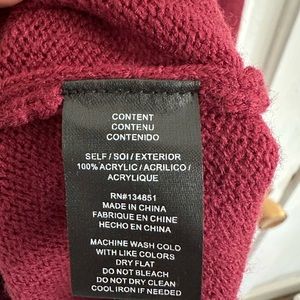 CONTENT
CONTENU
CONTENIDO
SELF / SOI / EXTERIOR
100% ACRYLIC / ACRILICO /
ACRYLIQUE
RN#134851
MADE IN CHINA
FABRIQUE EN CHINE
HECHO EN CHINA
MACHINE WASH COLD
WITH LIKE COLORS
DRY FLAT
DO NOT BLEACH
DO NOT DRY CLEAN
COOL IRON IF NEEDED